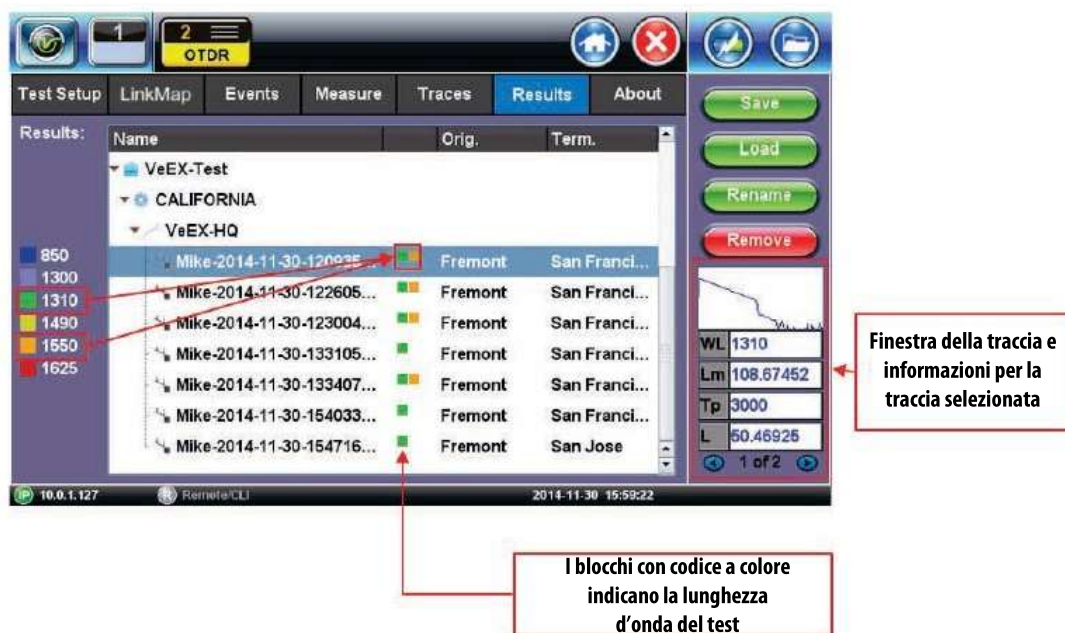 1
2
OTDR
Test Setup LinkMap Events Measure Traces Results About
Results:
Name Orig. Term.
VeEX-Test
CALIFORNIA
VeEX-HQ
Mike-2014-11-30-120935... Fremont San Franci...
Mike-2014-11-30-122605... Fremont San Franci...
Mike-2014-11-30-123004... Fremont San Franci...
Mike-2014-11-30-133105... Fremont San Franci...
Mike-2014-11-30-133407... Fremont San Franci...
Mike-2014-11-30-154033... Fremont San Franci...
Mike-2014-11-30-154716... Fremont San Jose
850
1300
1310
1490
1550
1625
Save
Load
Rename
Remove
WL 1310
Lm 108.67452
Tp 3000
L 50.46925
1 of 2
IP 10.0.1.127 R Remote/CLI 2014-11-30 15:59:22
Finestra della traccia e
informazioni per la
traccia selezionata
I blocchi con codice a colore
indicano la lunghezza
d'onda del test